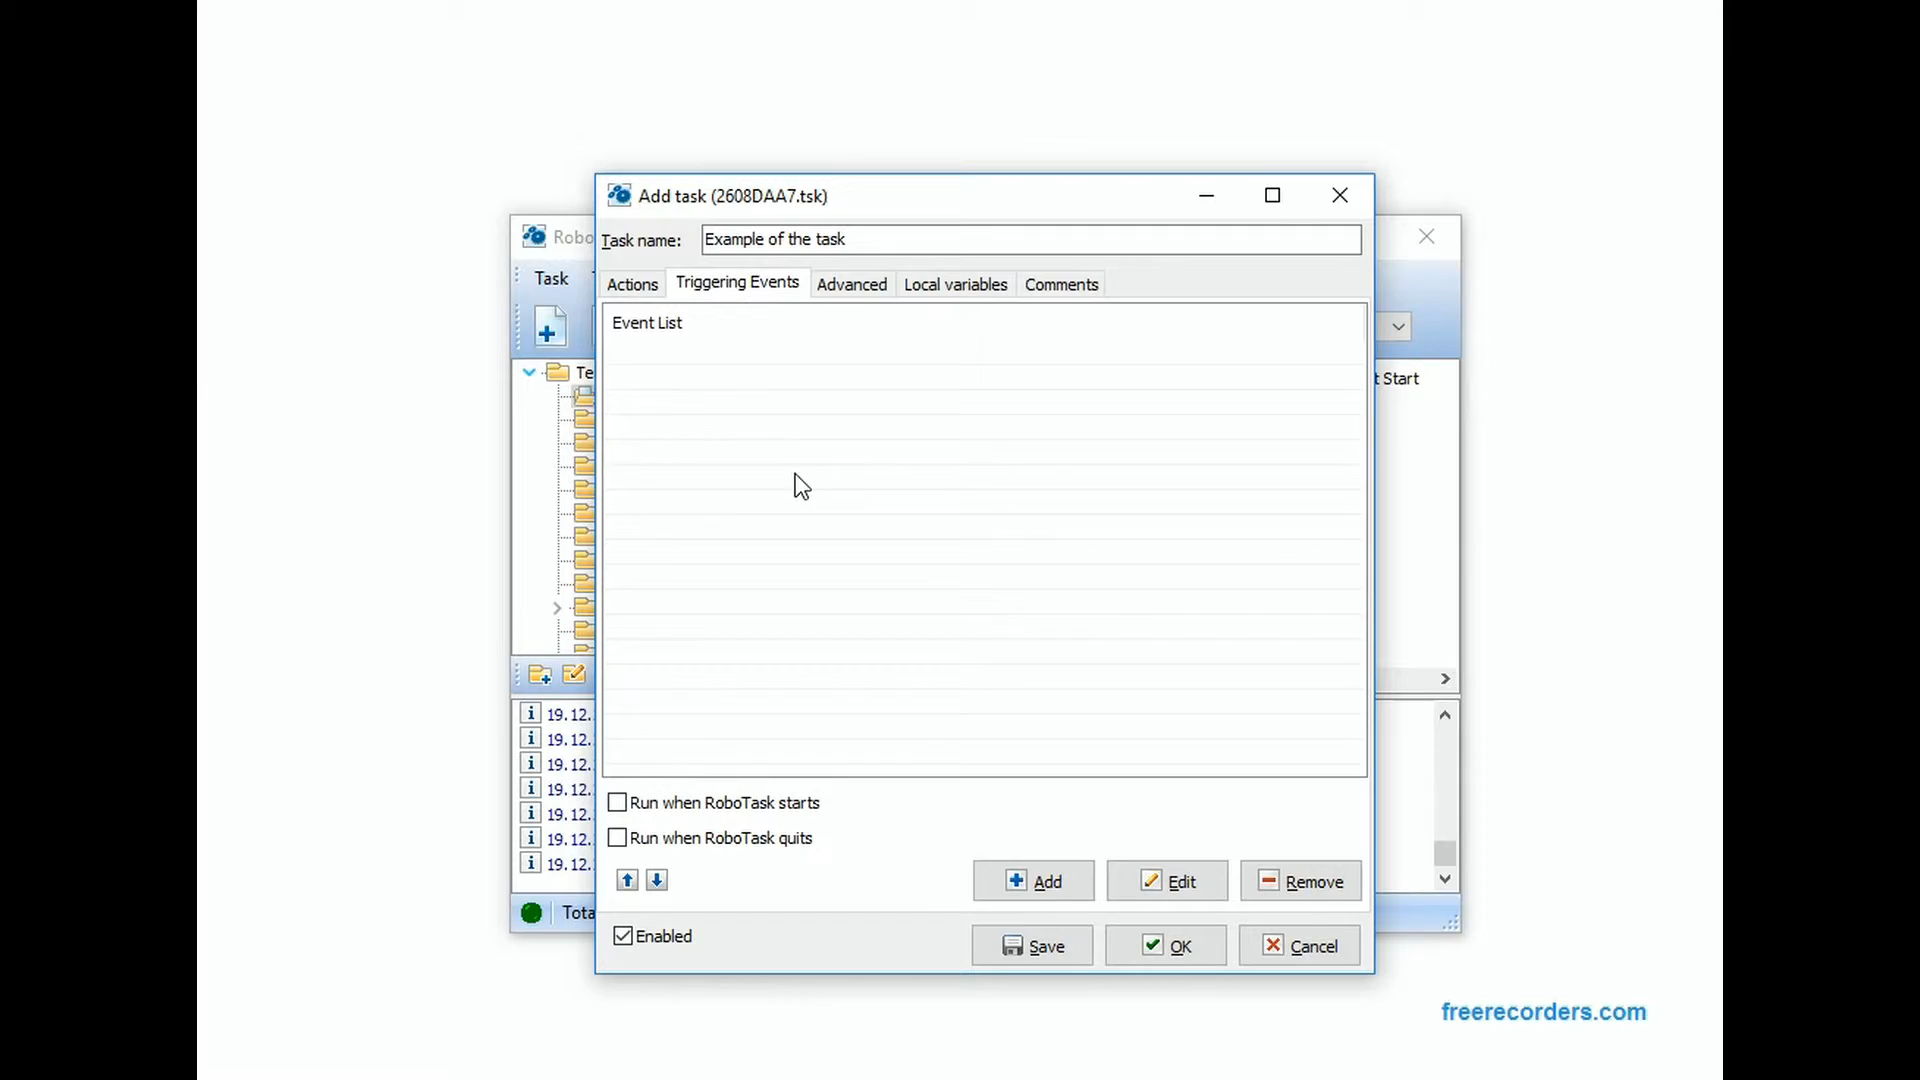 Add task (2608DAA7.tsk)
Robo
Task name: Example of the task
Task
Actions Triggering Events Advanced Local variables Comments
Event List
Te
t Start
19.12.
19.12.
19.12.
19.12.
19.12.
19.12.
19.12.
Run when RoboTask starts
Run when RoboTask quits
Add Edit Remove
Tota
Enabled
Save OK Cancel
freerecorders.com